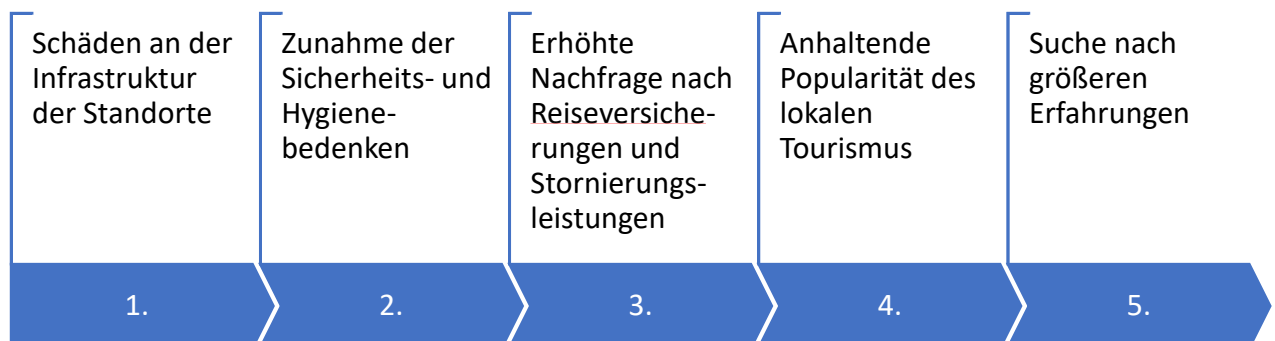 Schäden an der
Infrastruktur
der Standorte
Zunahme der
Sicherheits- und
Hygiene-
bedenken
Erhöhte
Nachfrage nach
Reiseversiche-
rungen und
Stornierungs-
leistungen
Anhaltende
Popularität des
lokalen
Tourismus
Suche nach
größeren
Erfahrungen
1.
2.
3.
4.
5.